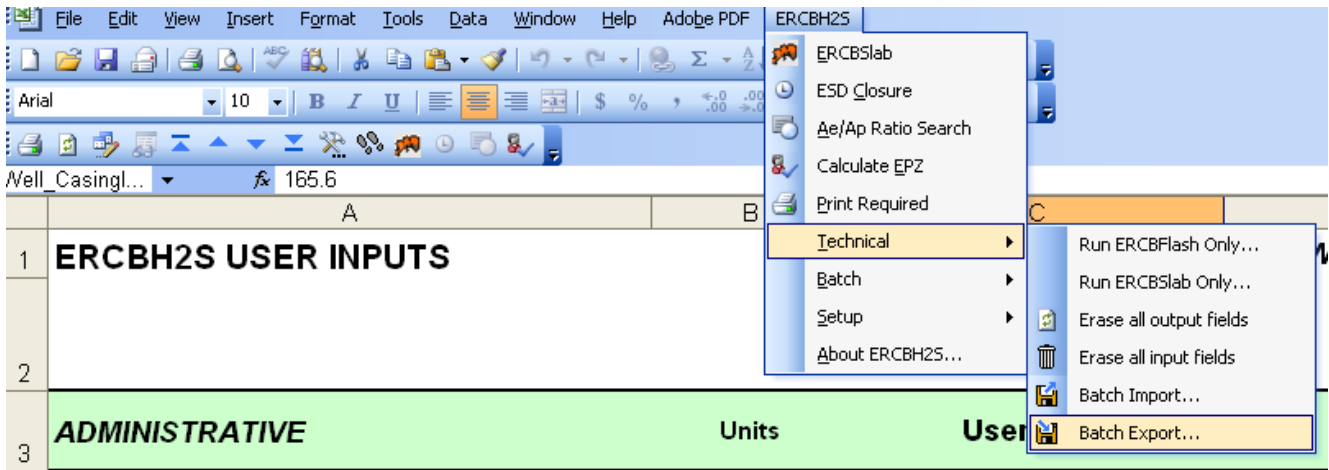 File Edit View Insert Format Tools Data Window Help Adobe PDF ERCBH2S
ERCBSlab
Arial 10 B I U $ %
ESD Closure
Ae/Ap Ratio Search
Calculate EPZ
Well_CasingI... fx 165.6
Print Required
A B C
Technical
Run ERCBFlash Only...
1 ERCBH2S USER INPUTS
Batch
Run ERCBSlab Only...
Setup
Erase all output fields
About ERCBH2S...
Erase all input fields
2
Batch Import...
3 ADMINISTRATIVE Units User
Batch Export...